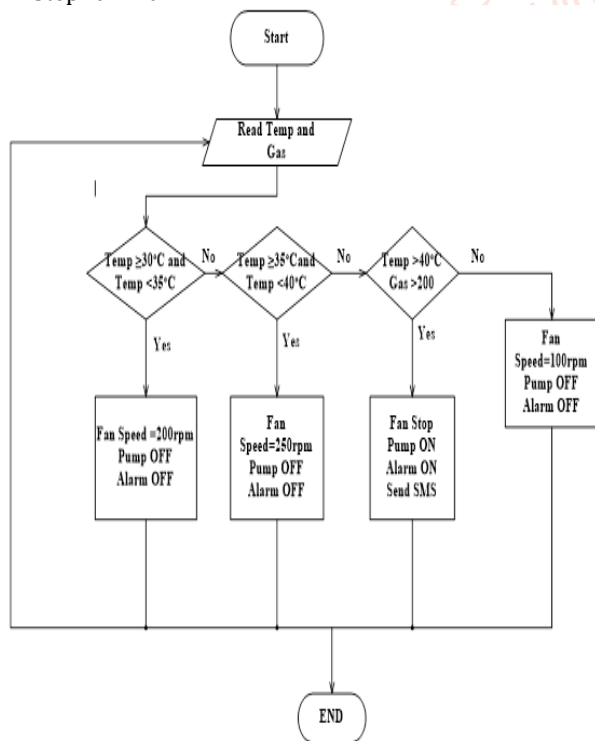 Start
Read Temp and
Gas
Temp ≥30°C and
Temp <35°C
No
Temp ≥35°Cand
Temp <40°C
No
Temp >40°C
Gas >200
No
Yes
Yes
Yes
Fan
Speed=100rpm
Pump OFF
Alarm OFF
Fan Speed =200rpm
Pump OFF
Alarm OFF
Fan
Speed=250rpm
Pump OFF
Alarm OFF
Fan Stop
Pump ON
Alarm ON
Send SMS
END